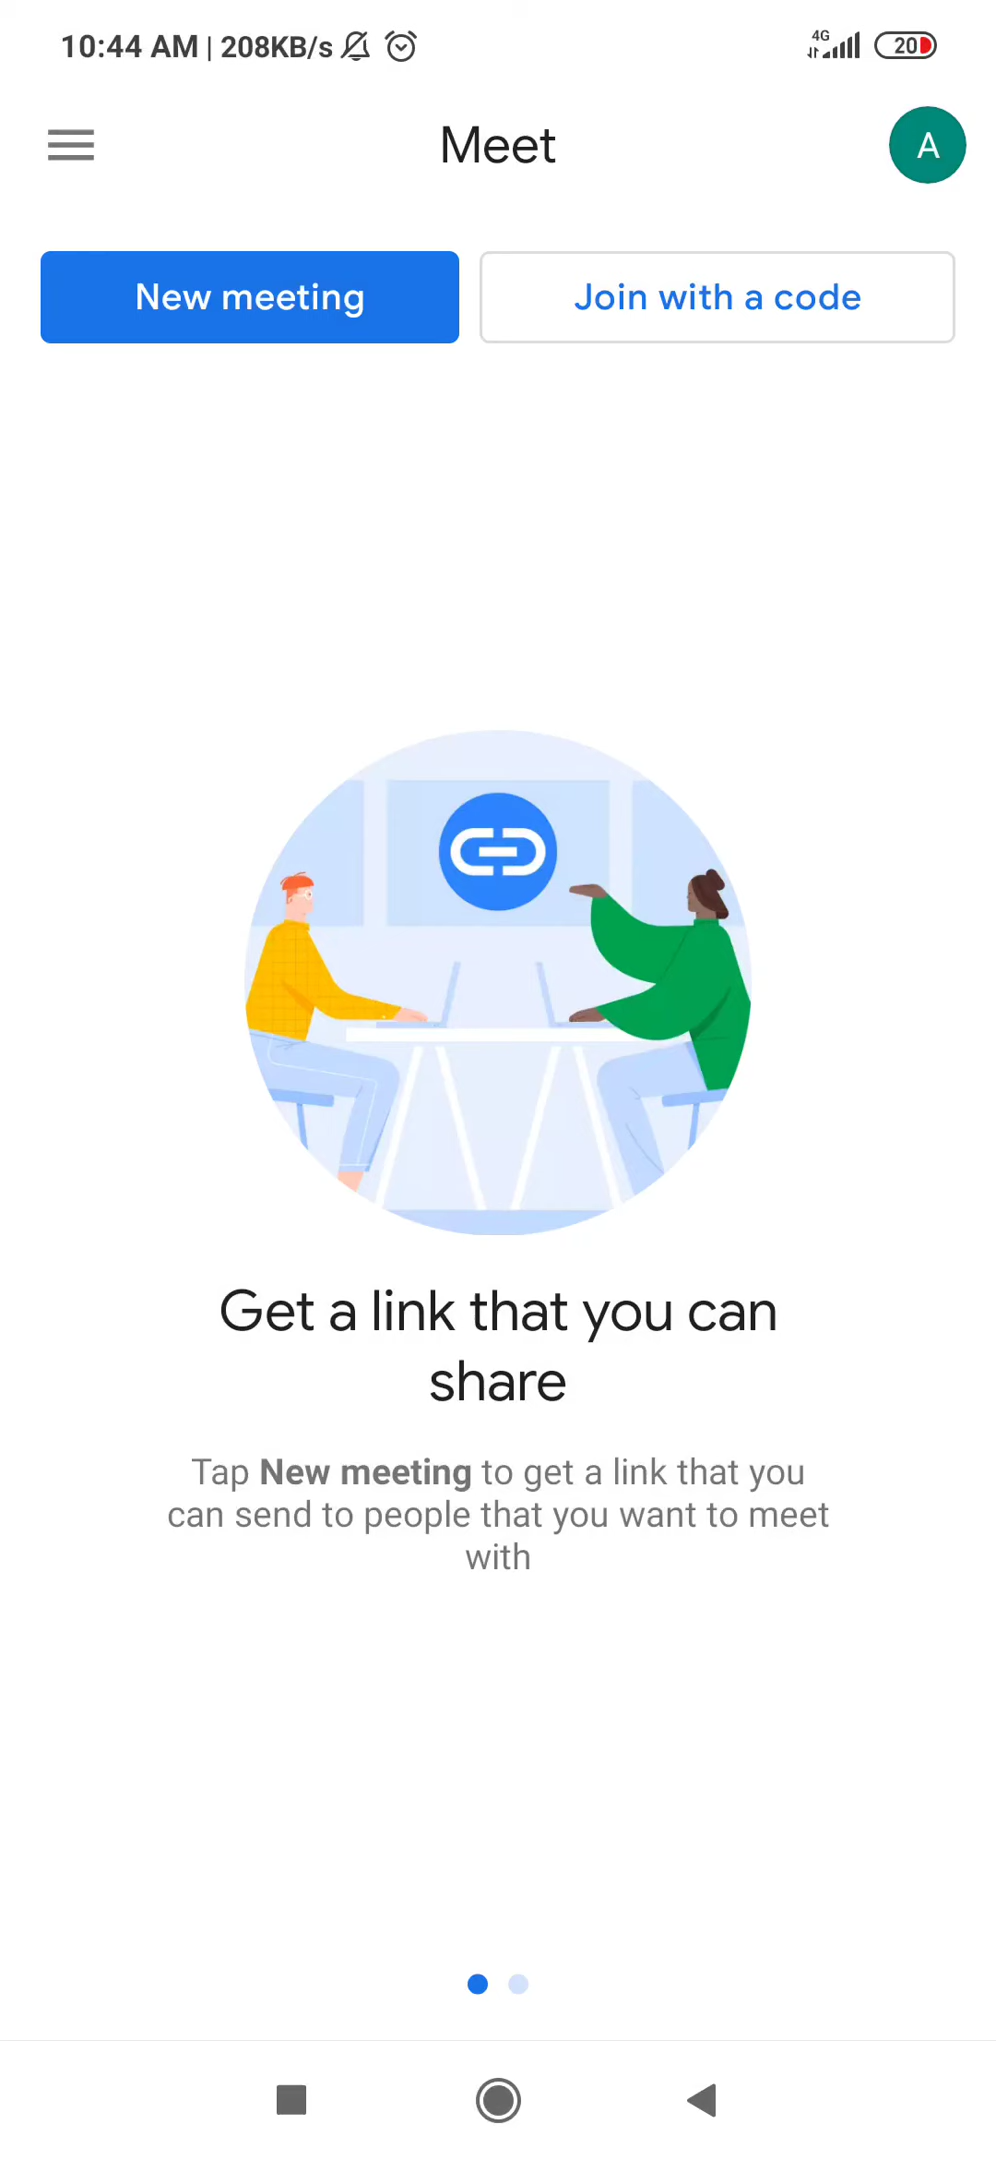 10:44 AM | 208KB/s 4G 20
Meet A
New meeting Join with a code
Get a link that you can
share
Tap New meeting to get a link that you
can send to people that you want to meet
with